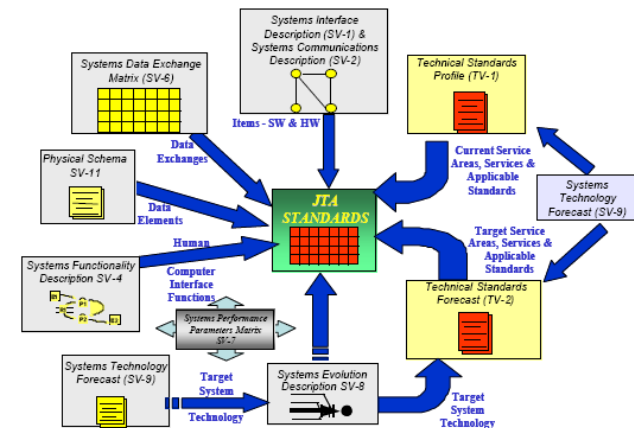 Systems Interface
Description (SV-1) &
Systems Communications
Description (SV-2)
Systems Data Exchange
Matrix (SV-6)
Technical Standards
Profile (TV-1)
Items - SW & HW
Data
Exchanges
Current Service
Areas, Services &
Applicable
Standards
Physical Schema
SV-11
Systems
Technology
Forecast (SV-9)
JTA
STANDARDS
Data
Elements
Human
Computer
Interface
Functions
Target Service
Areas, Services &
Applicable
Standards
Systems Functionality
Description SV-4
Technical Standards
Forecast (TV-2)
Systems Performance
Parameters Matrix
SV-7
Systems Technology
Forecast (SV-9)
Target
System
Technology
Systems Evolution
Description SV-8
Target
System
Technology